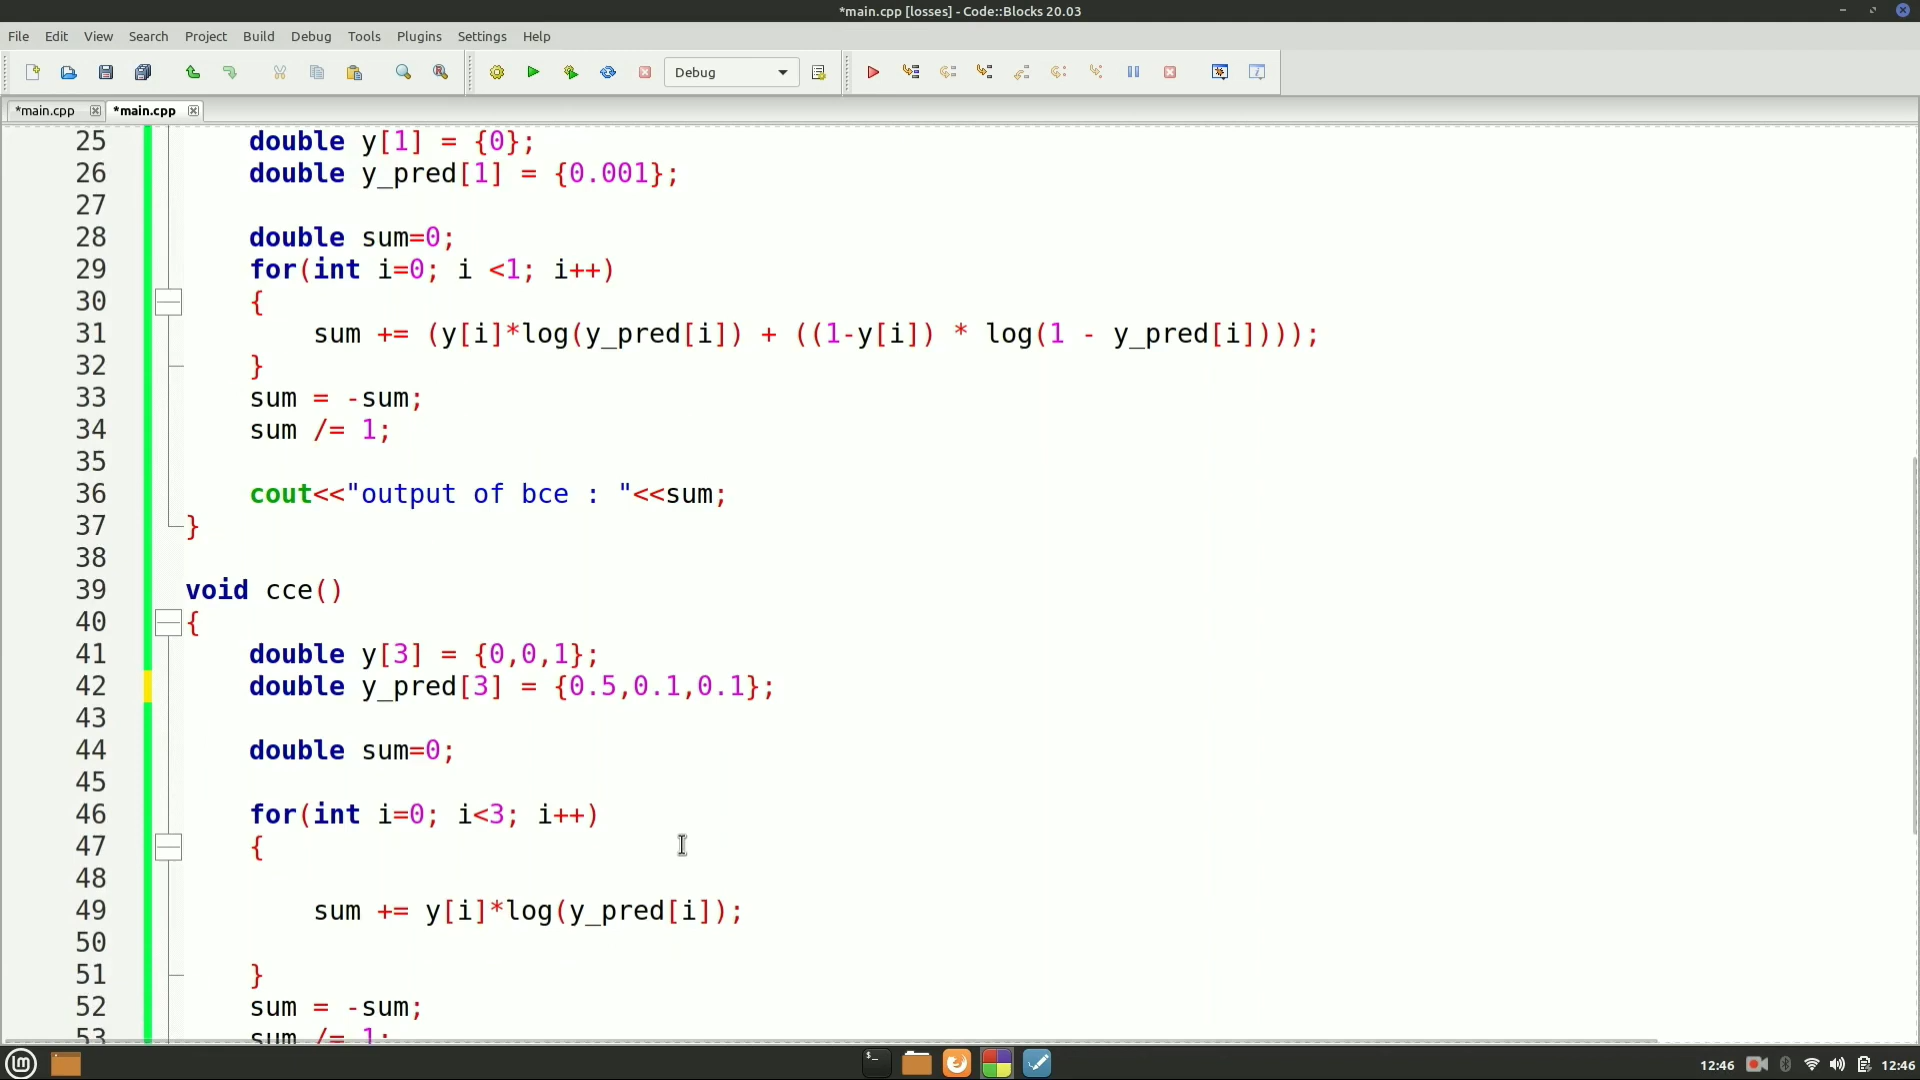 *main.cpp [losses] - Code::Blocks 20.03
File Edit View Search Project Build Debug Tools Plugins Settings Help
Debug
*main.cpp *main.cpp
25 double y[1] = {0};
26 double y_pred[1] = {0.001};
27
28 double sum=0;
29 for(int i=0; i <1; i++)
30 {
31 sum += (y[i]*log(y_pred[i]) + ((1-y[i]) * log(1 - y_pred[i])));
32 }
33 sum = -sum;
34 sum /= 1;
35
36 cout<<"output of bce : "<<sum;
37 }
38
39 void cce()
40 {
41 double y[3] = {0,0,1};
42 double y_pred[3] = {0.5,0.1,0.1};
43
44 double sum=0;
45
46 for(int i=0; i<3; i++)
47 {
48
49 sum += y[i]*log(y_pred[i]);
50
51 }
52 sum = -sum;
53 sum /= 1;
12:46 12:46